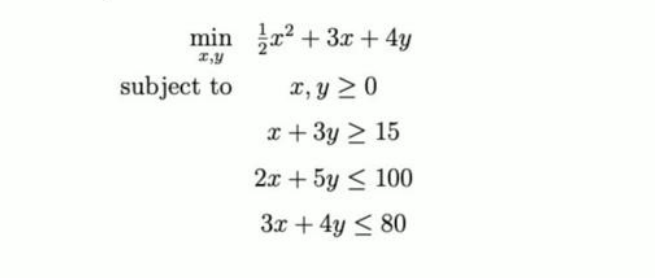 min x,y ½x² + 3x + 4y
subject to x, y ≥ 0
x + 3y ≥ 15
2x + 5y ≤ 100
3x + 4y ≤ 80